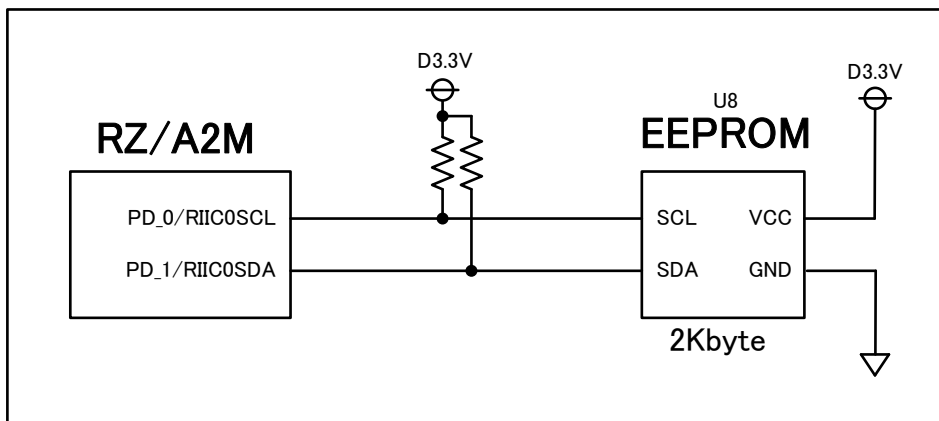 D3.3V
D3.3V
U8
RZ/A2M
EEPROM
PD_0/RIIC0SCL
SCL
VCC
PD_1/RIIC0SDA
SDA
GND
2Kbyte